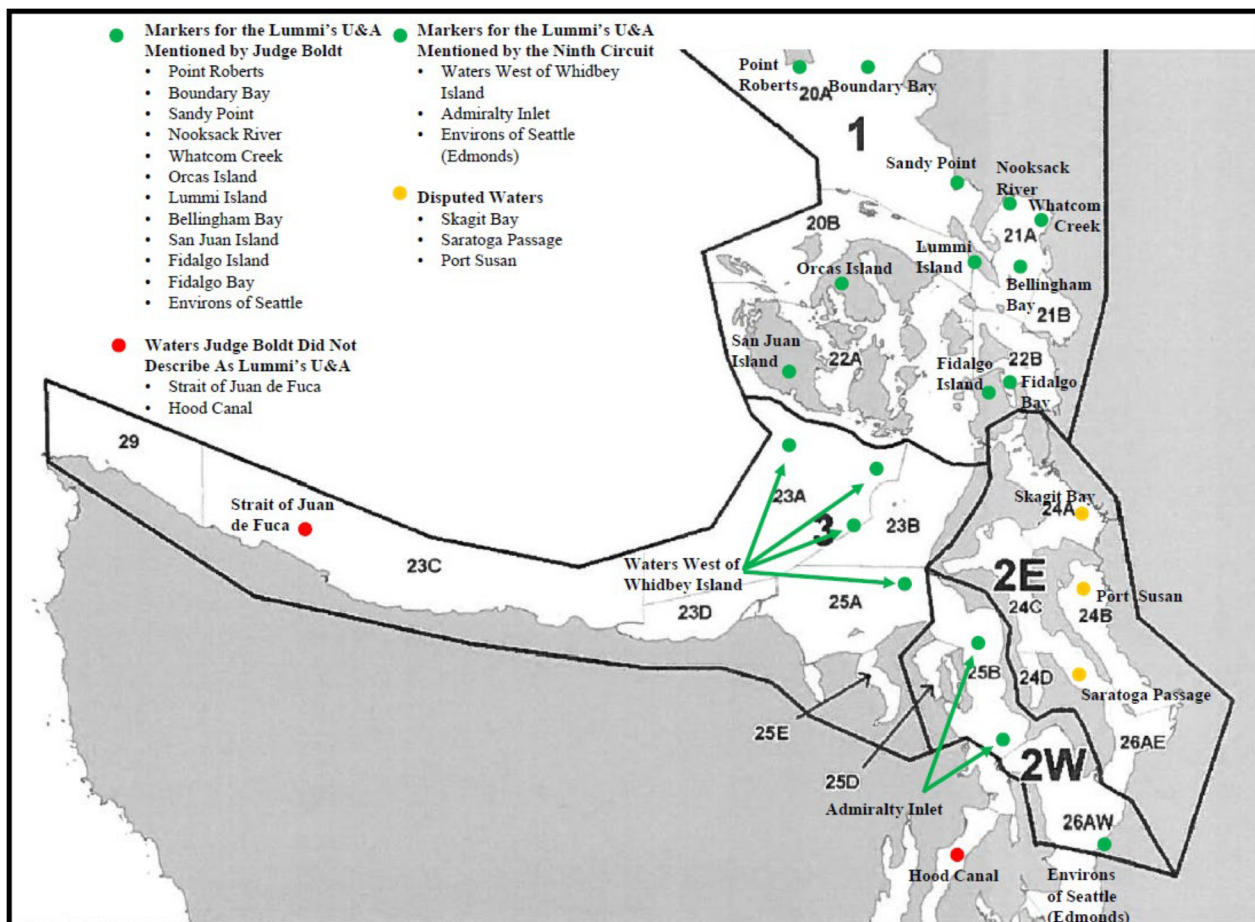 Markers for the Lummi's U&A
Mentioned by Judge Boldt
• Point Roberts
• Boundary Bay
• Sandy Point
• Nooksack River
• Whatcom Creek
• Orcas Island
• Lummi Island
• Bellingham Bay
• San Juan Island
• Fidalgo Island
• Fidalgo Bay
• Environs of Seattle
Waters Judge Boldt Did Not
Describe As Lummi's U&A
• Strait of Juan de Fuca
• Hood Canal
Markers for the Lummi's U&A
Mentioned by the Ninth Circuit
• Waters West of Whidbey
Island
• Admiralty Inlet
• Environs of Seattle
(Edmonds)
Disputed Waters
• Skagit Bay
• Saratoga Passage
• Port Susan
Point
Roberts
Boundary Bay
20A
1
Sandy Point
Nooksack
River
Whatcom
Creek
21A
20B
Lummi
Island
Orcas Island
Bellingham
Bay
21B
San Juan
Island
22A
22B
Fidalgo
Island
Fidalgo
Bay
29
Strait of Juan
de Fuca
23C
23A
3
23B
Skagit Bay
24A
Waters West of
Whidbey Island
23D
25A
2E
24C
Port Susan
24B
25B
24D
Saratoga Passage
25E
25D
26AE
2W
Admiralty Inlet
26AW
Hood Canal
Environs
of Seattle
(Edmonds)